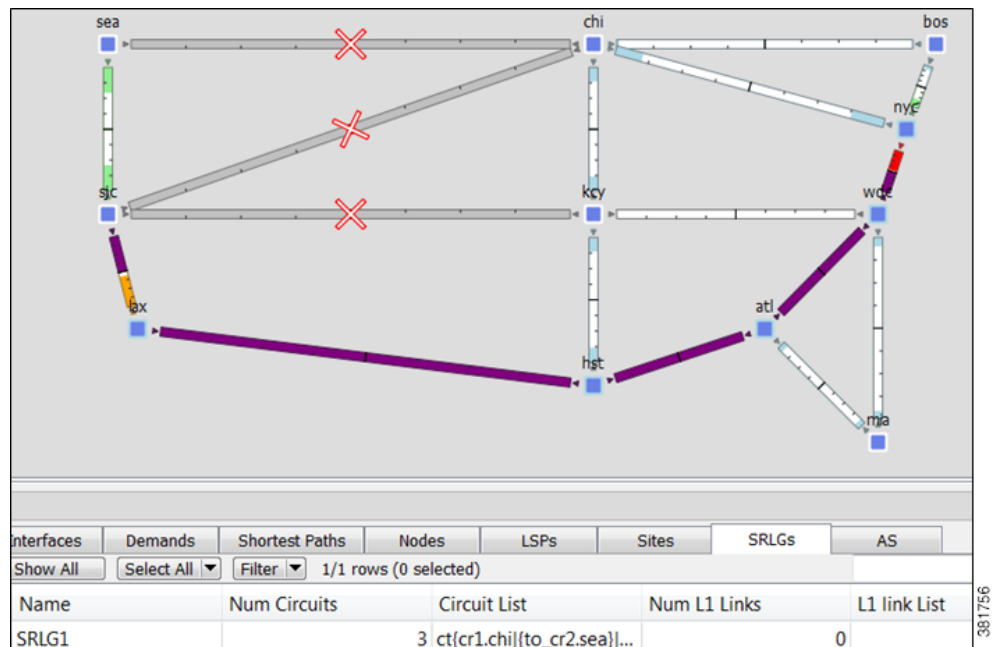 sea chi bos
nyc
sjc kcy wdc
lax atl
hst
mia
Interfaces Demands Shortest Paths Nodes LSPs Sites SRLGs AS
Show All Select All Filter 1/1 rows (0 selected)
Name Num Circuits Circuit List Num L1 Links L1 link List
SRLG1 3 ct{cr1.chi|{to_cr2.sea}|... 0
381756